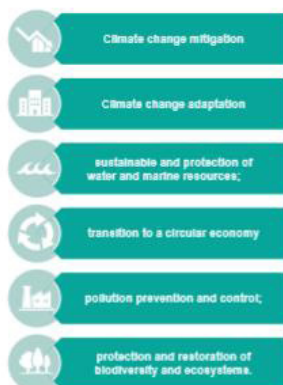 Climate change mitigation
Climate change adaptation
sustainable and protection of
water and marine resources;
transition to a circular economy
pollution prevention and control;
protection and restoration of
biodiversity and ecosystems.